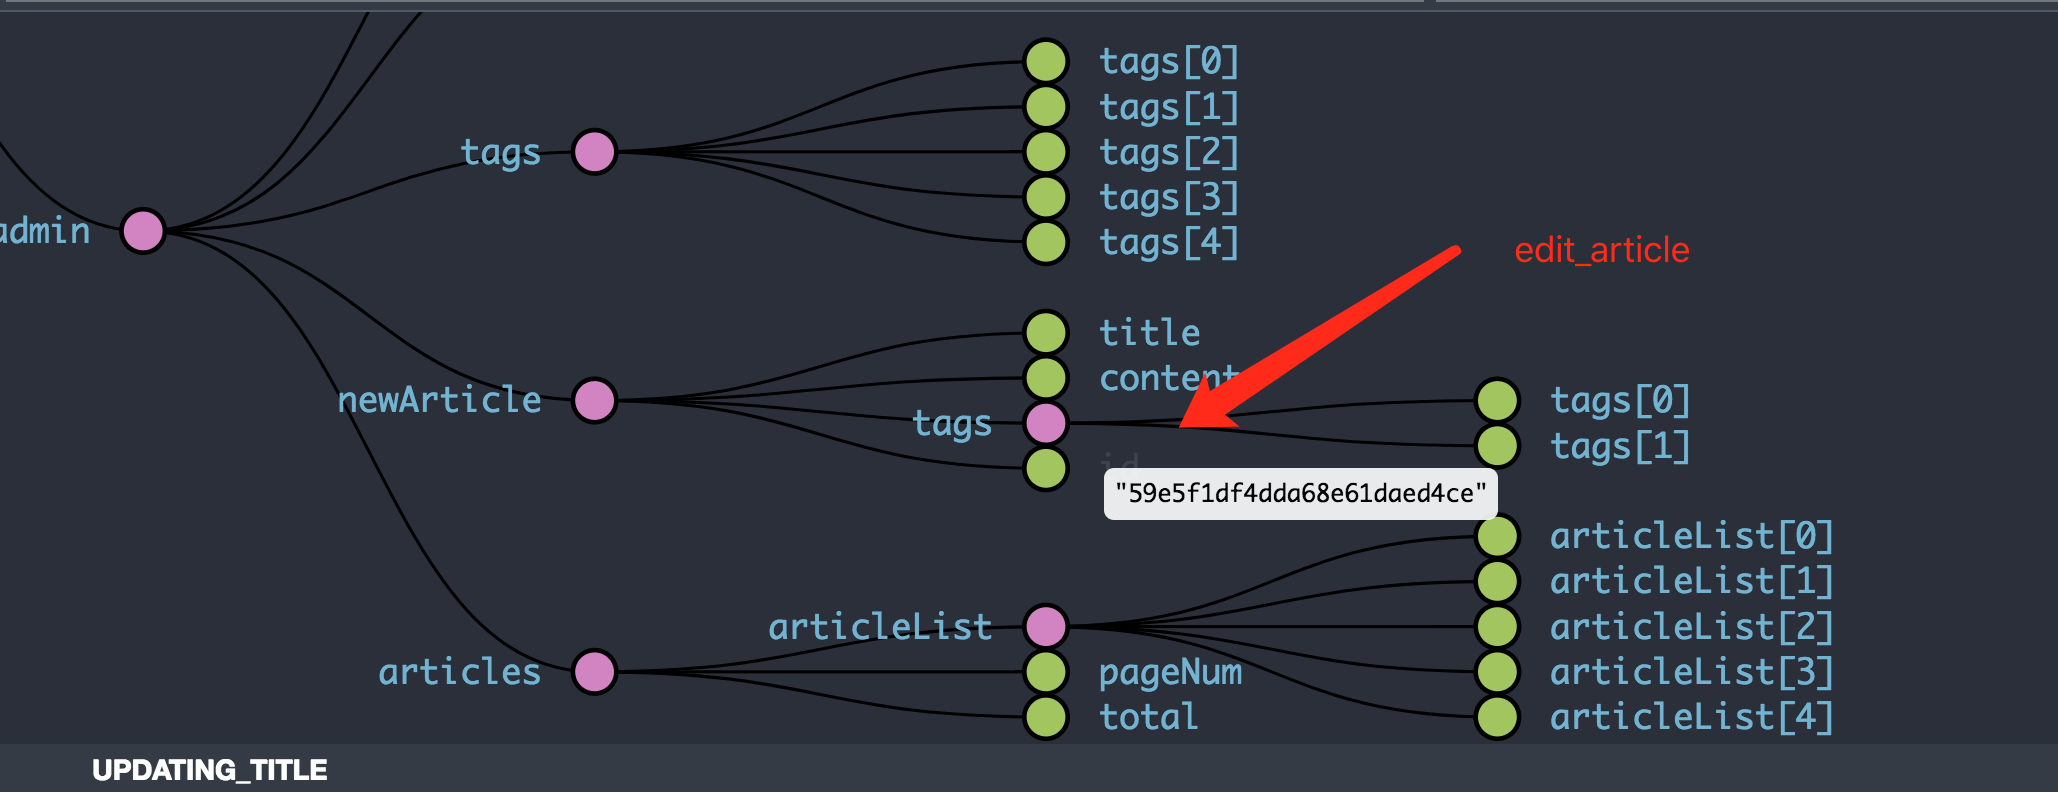 tags[0]
tags[1]
tags
tags[2]
tags[3]
admin
tags[4]
edit_article
title
content
newArticle
tags
tags[0]
tags[1]
id
"59e5f1df4dda68e61daed4ce"
articleList[0]
articleList[1]
articleList
articleList[2]
articles
pageNum
articleList[3]
total
articleList[4]
UPDATING_TITLE